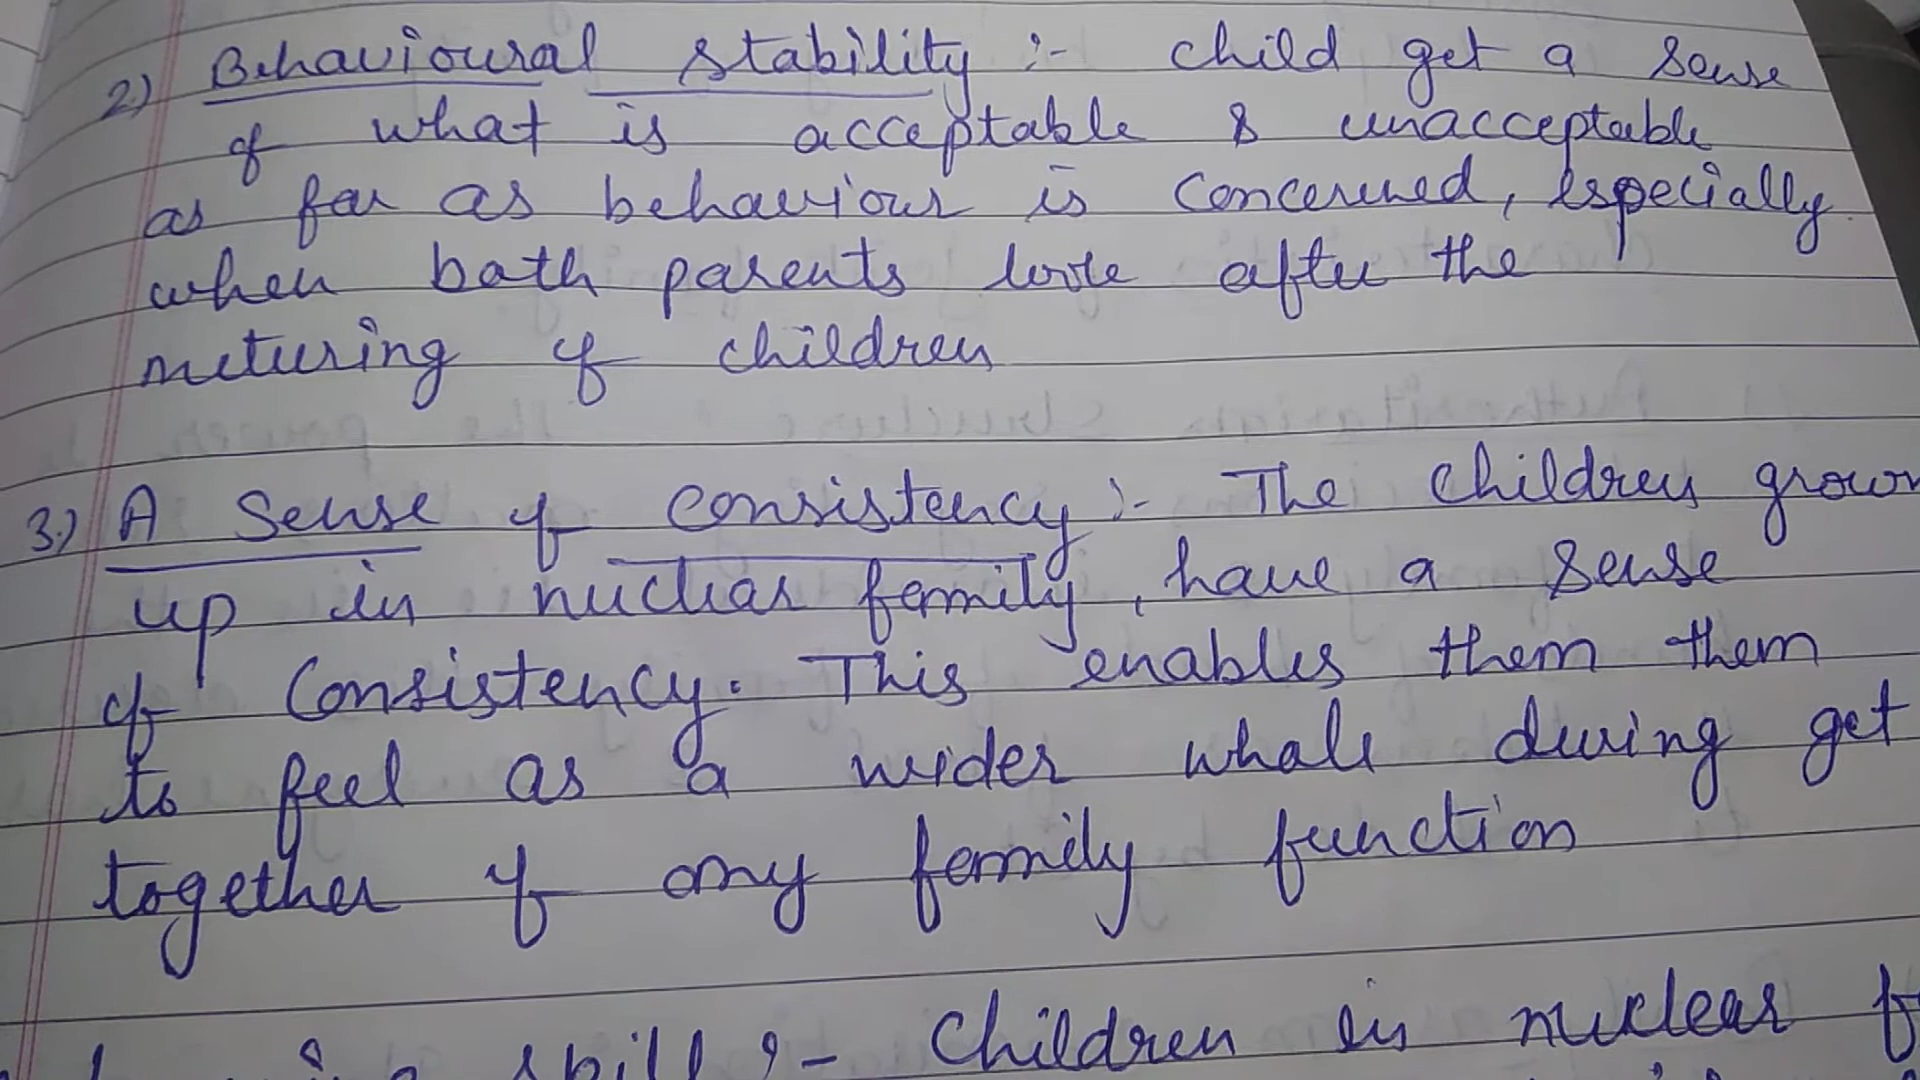 2) Behavioural stability :- child get a sense
of what is acceptable & unacceptable
as far as behaviour is concerned, especially
when both parents look after the
nuturing of children
3.) A Sense of consistency :- The children grown
up in nuclear family, have a sense
of Consistency. This enables them them
to feel as a wider whole during get
together of any family function
skill :- Children in nuclear f